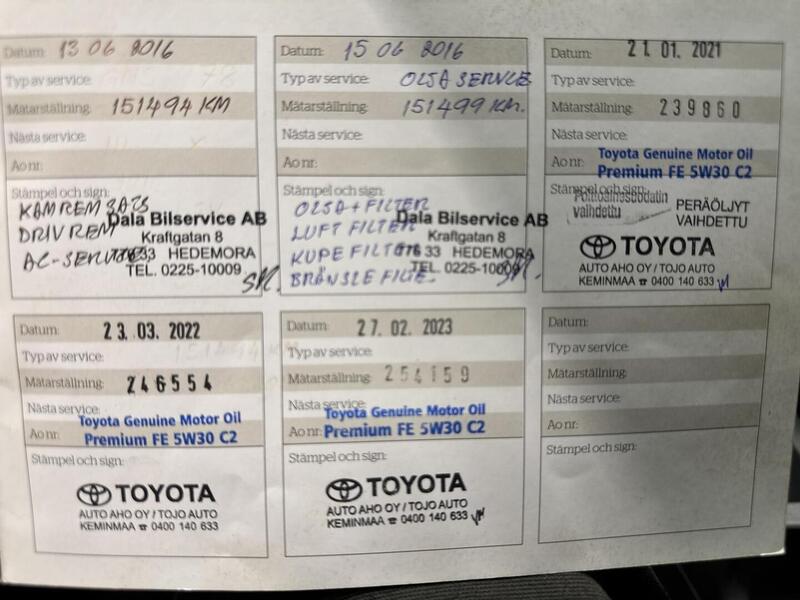 Datum: 13 06 2016
Typ av service:
Mätarställning: 151494 KM
Nästa service:
Ao nr:
Stämpel och sign:
KAMREM SATS
DRIVREM
AC-SERVICE
Dala Bilservice AB
Kraftgatan 8
33 HEDEMORA
TEL. 0225-10009
Datum: 15 06 2016
Typ av service: OLJA SERVICE
Mätarställning: 151499 KM.
Nästa service:
Ao nr:
Stämpel och sign:
OLJA + FILTER
LUFT FILTER
KUPE FILTER
BRÄNSLE FILTE.
Dala Bilservice AB
Kraftgatan 8
776 33 HEDEMORA
TEL. 0225-10009
Datum: 21. 01. 2021
Typ av service:
Mätarställning: 239860
Nästa service:
Ao nr:
Toyota Genuine Motor Oil
Premium FE 5W30 C2
Stämpel och sign:
vaihdettu
PERÄÖLJYT
VAIHDETTU
TOYOTA
AUTO AHO OY / TOJO AUTO
KEMINMAA ☎ 0400 140 633
Datum: 23. 03. 2022
Typ av service:
Mätarställning: 246554
Nästa service:
Toyota Genuine Motor Oil
Ao nr: Premium FE 5W30 C2
Stämpel och sign:
TOYOTA
AUTO AHO OY / TOJO AUTO
KEMINMAA ☎ 0400 140 633
Datum: 27. 02. 2023
Typ av service:
Mätarställning: 254159
Nästa service:
Toyota Genuine Motor Oil
Ao nr: Premium FE 5W30 C2
Stämpel och sign:
TOYOTA
AUTO AHO OY / TOJO AUTO
KEMINMAA ☎ 0400 140 633
Datum:
Typ av service:
Mätarställning:
Nästa service:
Ao nr:
Stämpel och sign: